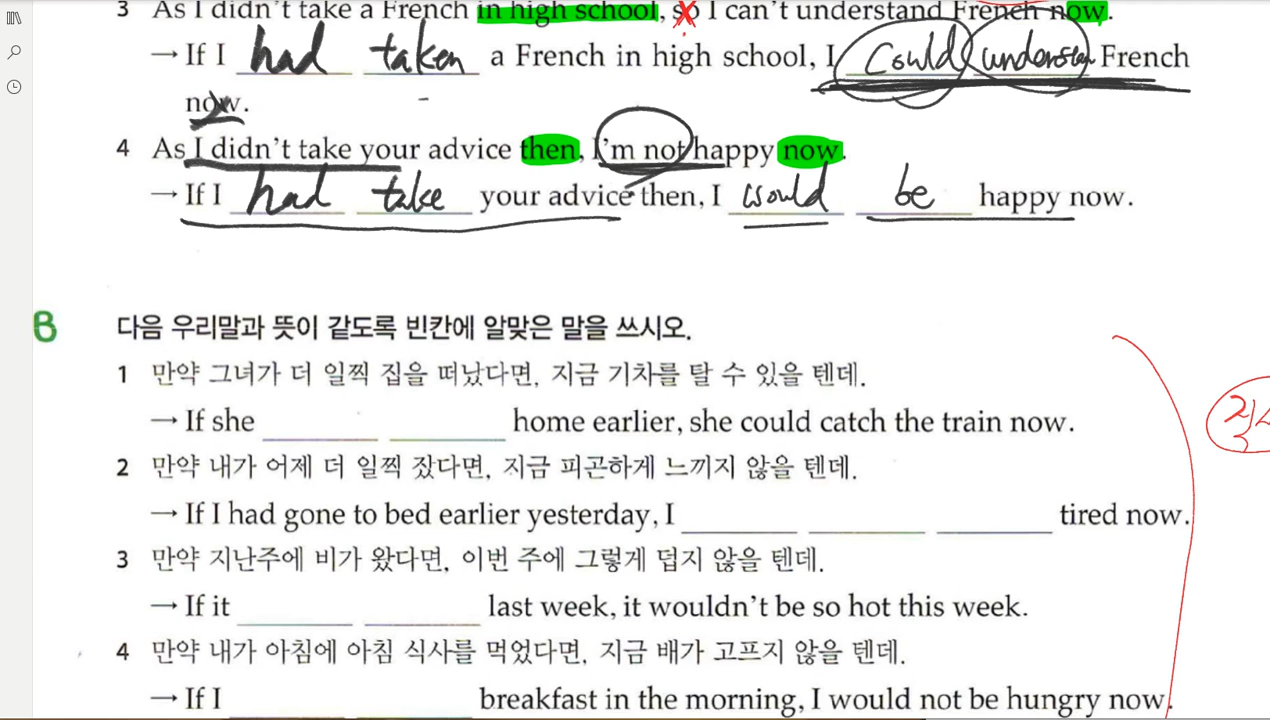 3 As I didn't take a French in high school, so I can't understand French now.
→ If I had taken a French in high school, I could understan French
now.
4 As I didn't take your advice then, I'm not happy now.
→ If I had take your advice then, I would be happy now.
B 다음 우리말과 뜻이 같도록 빈칸에 알맞은 말을 쓰시오.
1 만약 그녀가 더 일찍 집을 떠났다면, 지금 기차를 탈 수 있을 텐데.
→ If she home earlier, she could catch the train now.
2 만약 내가 어제 더 일찍 잤다면, 지금 피곤하게 느끼지 않을 텐데.
→ If I had gone to bed earlier yesterday, I tired now.
3 만약 지난주에 비가 왔다면, 이번 주에 그렇게 덥지 않을 텐데.
→ If it last week, it wouldn't be so hot this week.
4 만약 내가 아침에 아침 식사를 먹었다면, 지금 배가 고프지 않을 텐데.
→ If I breakfast in the morning, I would not be hungry now.